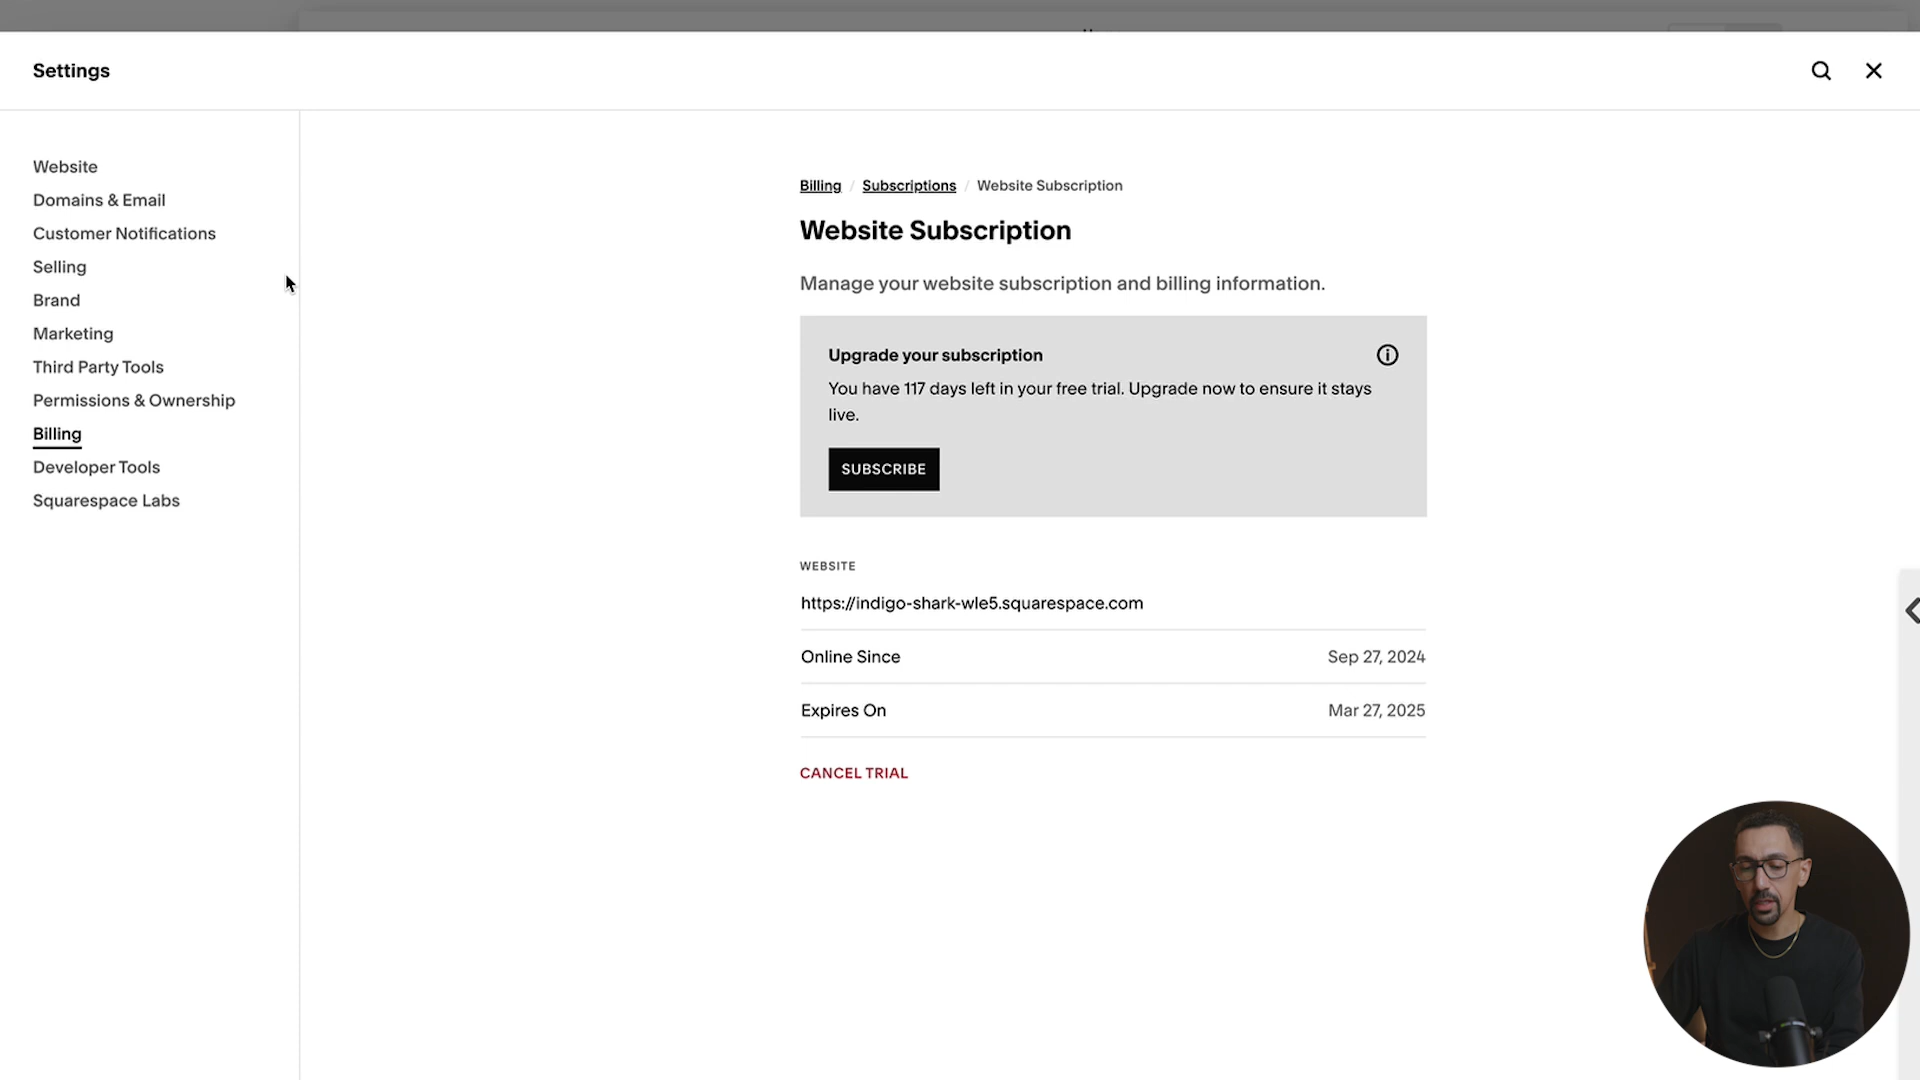 Settings
Website
Domains & Email
Customer Notifications
Selling
Brand
Marketing
Third Party Tools
Permissions & Ownership
Billing
Developer Tools
Squarespace Labs
Billing / Subscriptions / Website Subscription
Website Subscription
Manage your website subscription and billing information.
Upgrade your subscription
You have 117 days left in your free trial. Upgrade now to ensure it stays
live.
SUBSCRIBE
WEBSITE
https://indigo-shark-wle5.squarespace.com
Online Since Sep 27, 2024
Expires On Mar 27, 2025
CANCEL TRIAL